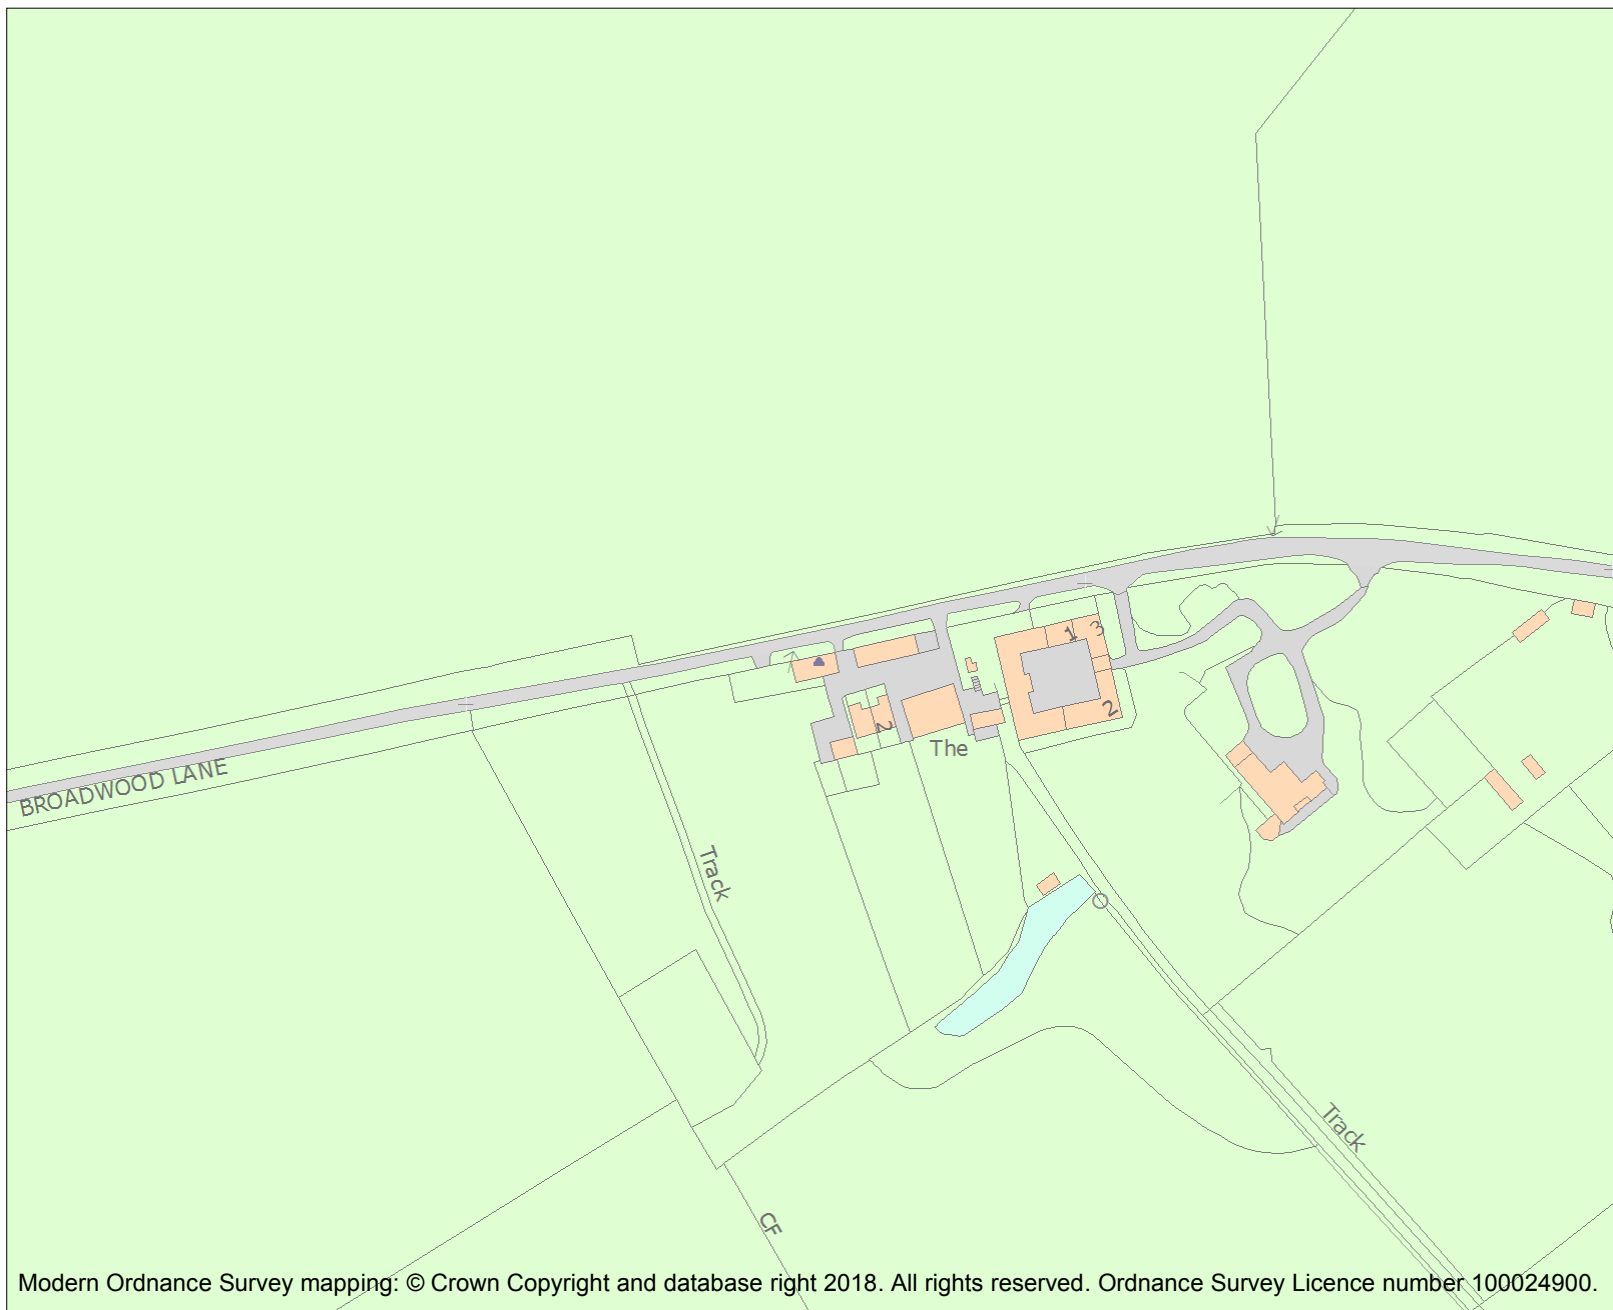 1
3
2
2
The
BROADWOOD LANE
Track
Track
CF
Modern Ordnance Survey mapping: © Crown Copyright and database right 2018. All rights reserved. Ordnance Survey Licence number 100024900.